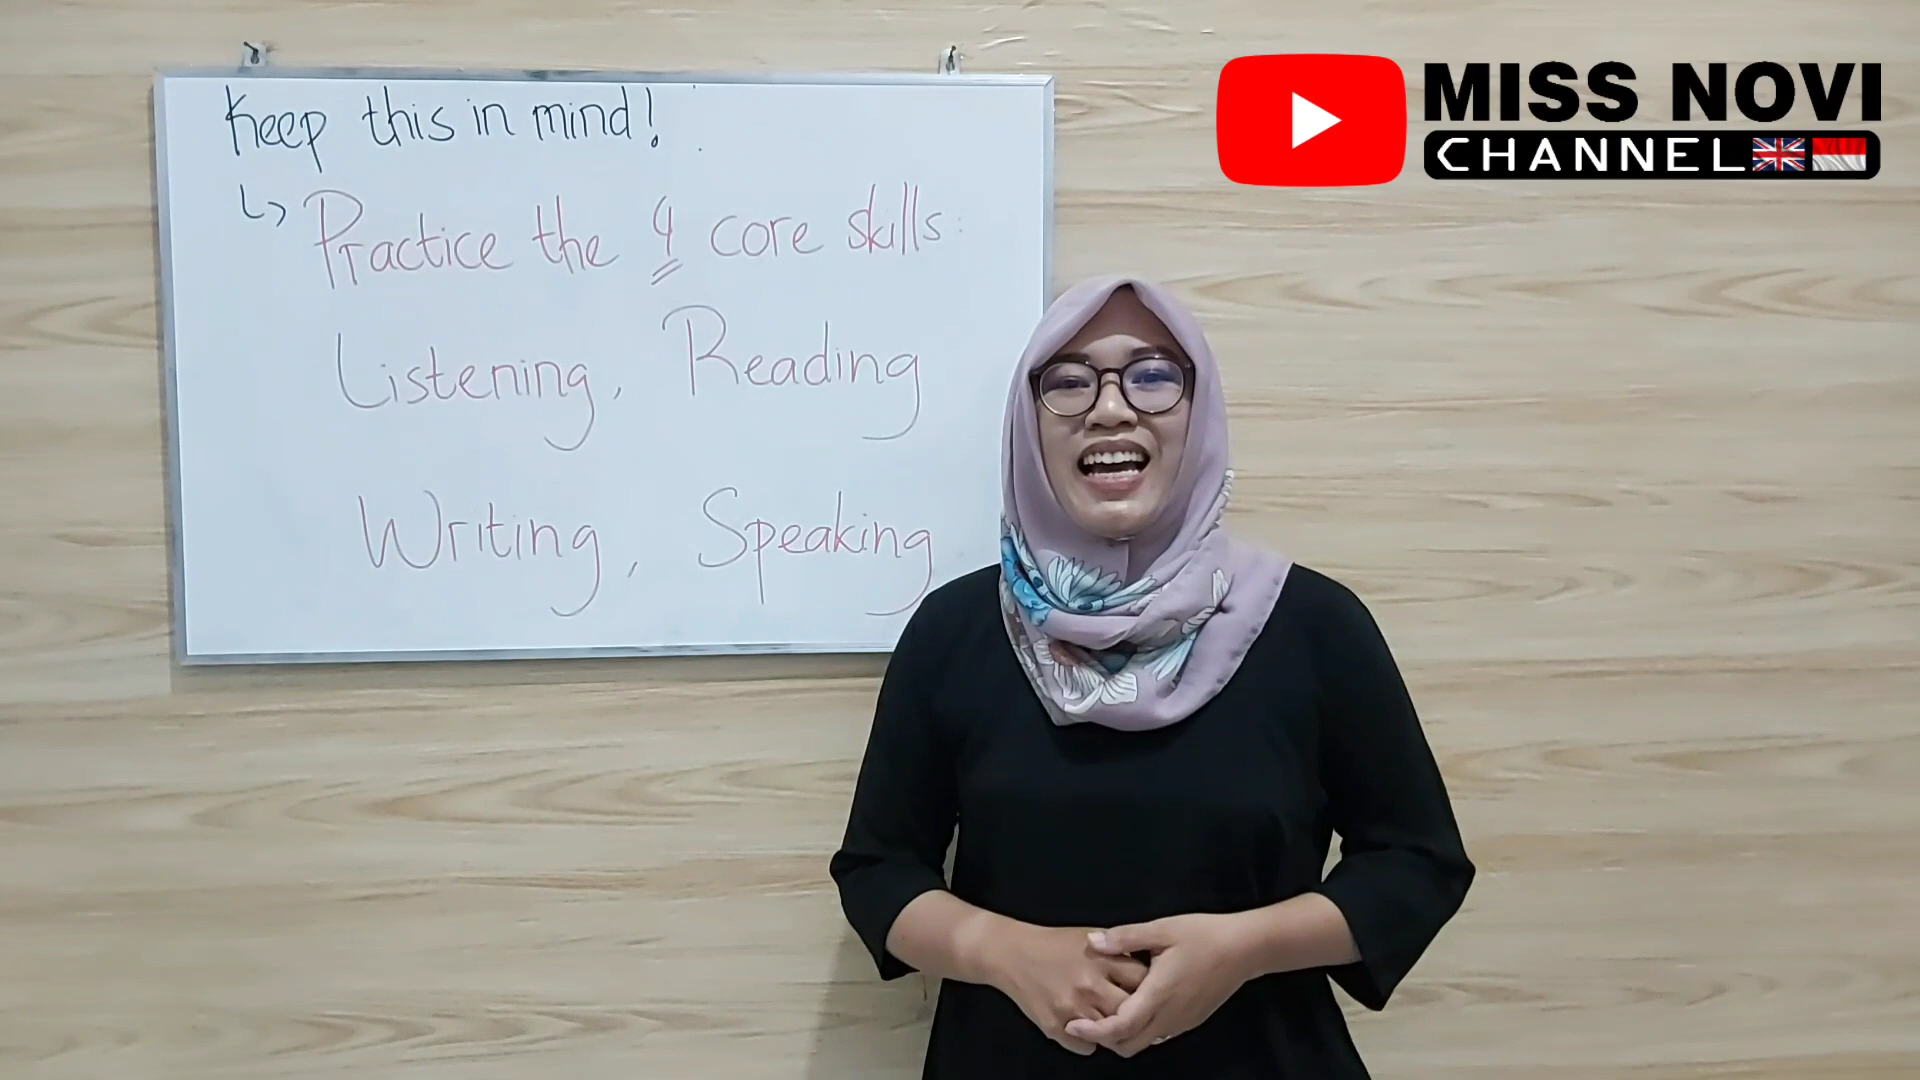 Keep this in mind!
↳ Practice the 4 core skills:
Listening, Reading
Writing, Speaking
MISS NOVI
CHANNEL